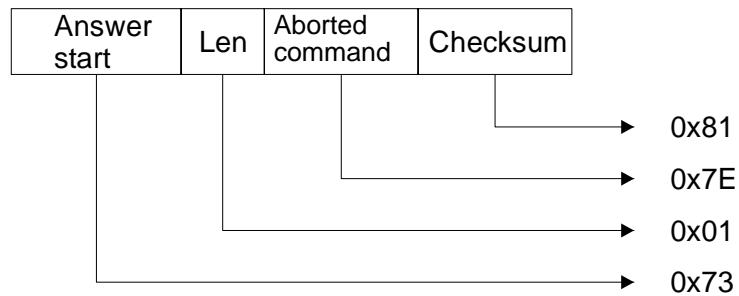 Answer
start
Len
Aborted
command
Checksum
0x81
0x7E
0x01
0x73